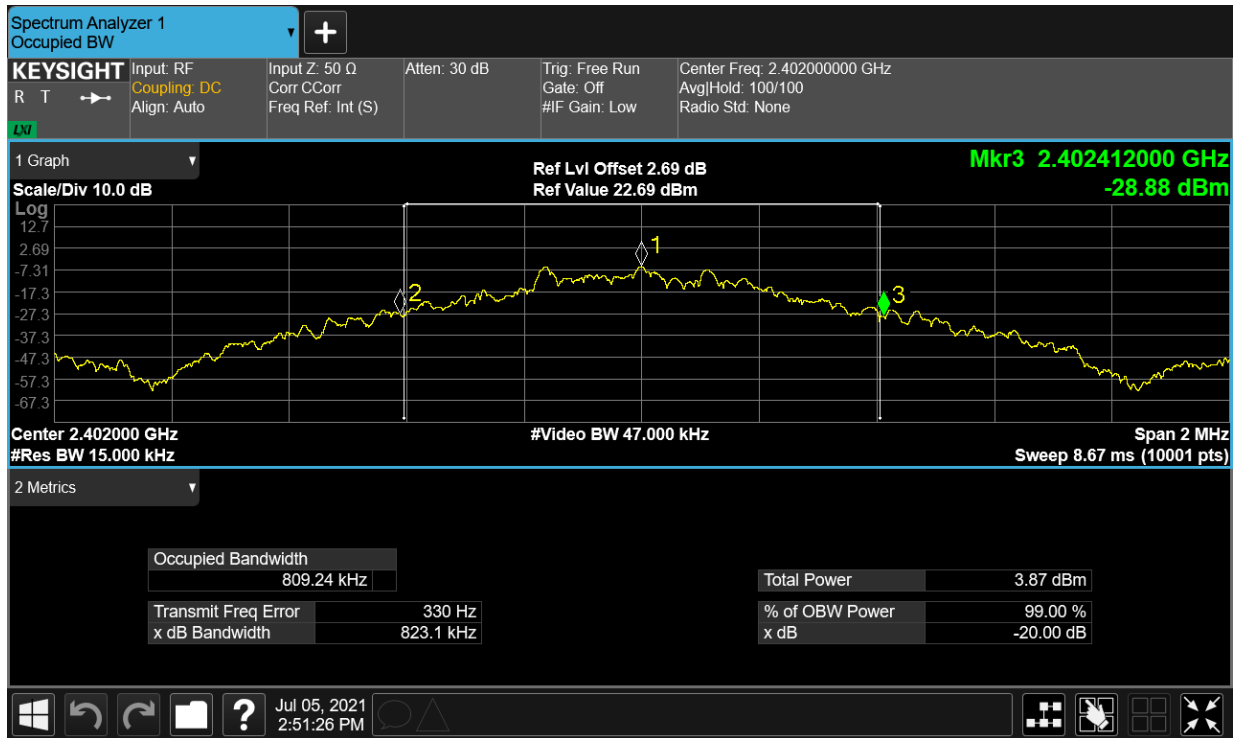 Spectrum Analyzer 1
Occupied BW
KEYSIGHT
R T
LXI
Input: RF
Coupling: DC
Align: Auto
Input Z: 50 Ω
Corr CCorr
Freq Ref: Int (S)
Atten: 30 dB
Trig: Free Run
Gate: Off
#IF Gain: Low
Center Freq: 2.402000000 GHz
Avg|Hold: 100/100
Radio Std: None
1 Graph
Scale/Div 10.0 dB
Ref Lvl Offset 2.69 dB
Ref Value 22.69 dBm
Mkr3 2.402412000 GHz
-28.88 dBm
Log
12.7
2.69
-7.31
-17.3
-27.3
-37.3
-47.3
-57.3
-67.3
1
2
3
Center 2.402000 GHz
#Res BW 15.000 kHz
#Video BW 47.000 kHz
Span 2 MHz
Sweep 8.67 ms (10001 pts)
2 Metrics
Occupied Bandwidth
809.24 kHz
Transmit Freq Error 330 Hz
x dB Bandwidth 823.1 kHz
Total Power 3.87 dBm
% of OBW Power 99.00 %
x dB -20.00 dB
?
Jul 05, 2021
2:51:26 PM